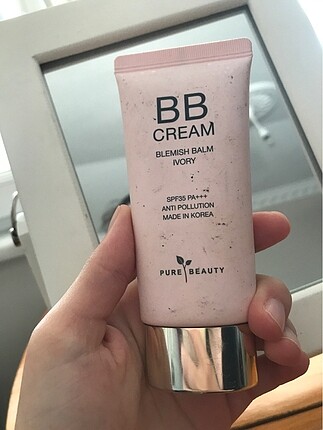 BB
CREAM
BLEMISH BALM
IVORY
SPF35 PA+++
ANTI POLLUTION
MADE IN KOREA
PURE BEAUTY